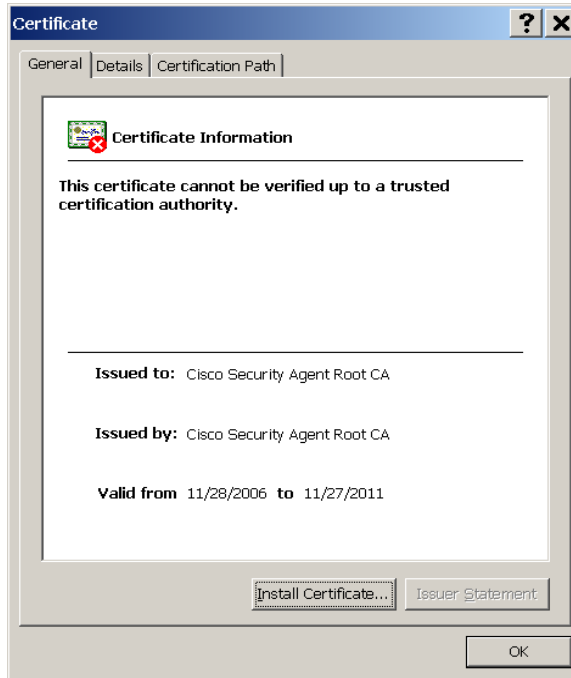 Certificate
? X
General Details Certification Path
Certificate Information
This certificate cannot be verified up to a trusted
certification authority.
Issued to: Cisco Security Agent Root CA
Issued by: Cisco Security Agent Root CA
Valid from 11/28/2006 to 11/27/2011
Install Certificate... Issuer Statement
OK